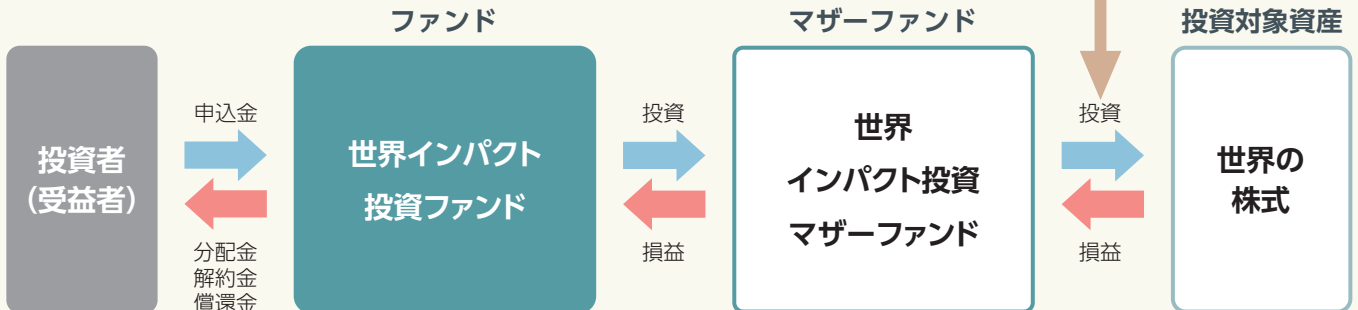 ファンド
マザーファンド
投資対象資産
投資者
(受益者)
申込金
分配金
解約金
償還金
世界インパクト
投資ファンド
投資
損益
世界
インパクト投資
マザーファンド
投資
損益
世界の
株式